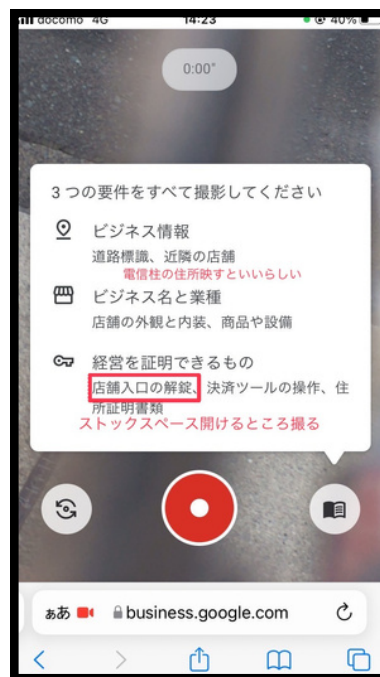 docomo 4G 14:23 40%
0:00"
3つの要件をすべて撮影してください
ビジネス情報
道路標識、近隣の店舗
電信柱の住所映すといいらしい
ビジネス名と業種
店舗の外観と内装、商品や設備
経営を証明できるもの
店舗入口の解錠、決済ツールの操作、住
所証明書類
ストックスペース開けるところ撮る
ぁあ business.google.com